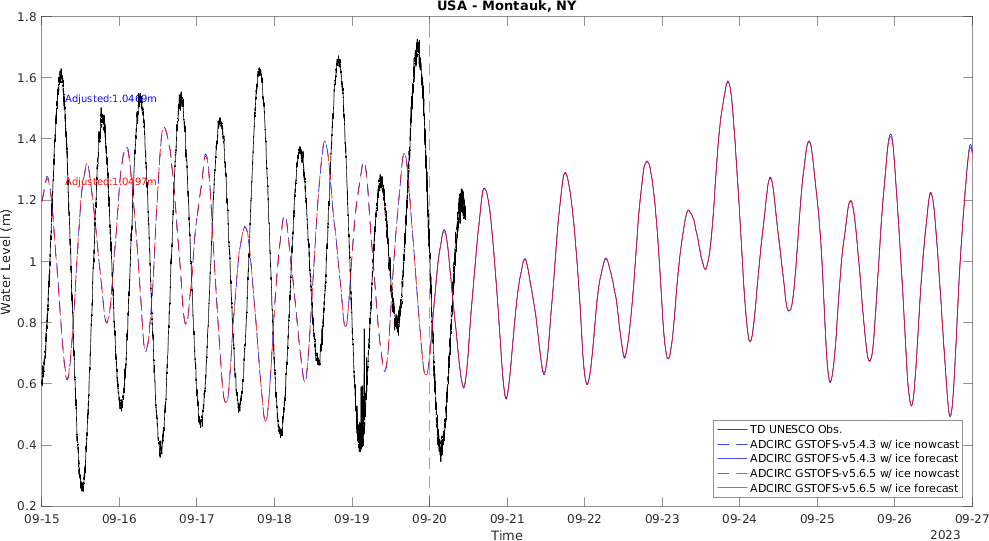 USA - Montauk, NY
1.8
1.6
1.4
1.2
1
0.8
0.6
0.4
0.2
Water Level (m)
Adjusted:1.0469m
Adjusted:1.0497m
TD UNESCO Obs.
ADCIRC GSTOFS-v5.4.3 w/ ice nowcast
ADCIRC GSTOFS-v5.4.3 w/ ice forecast
ADCIRC GSTOFS-v5.6.5 w/ ice nowcast
ADCIRC GSTOFS-v5.6.5 w/ ice forecast
09-15 09-16 09-17 09-18 09-19 09-20 09-21 09-22 09-23 09-24 09-25 09-26 09-27
Time
2023